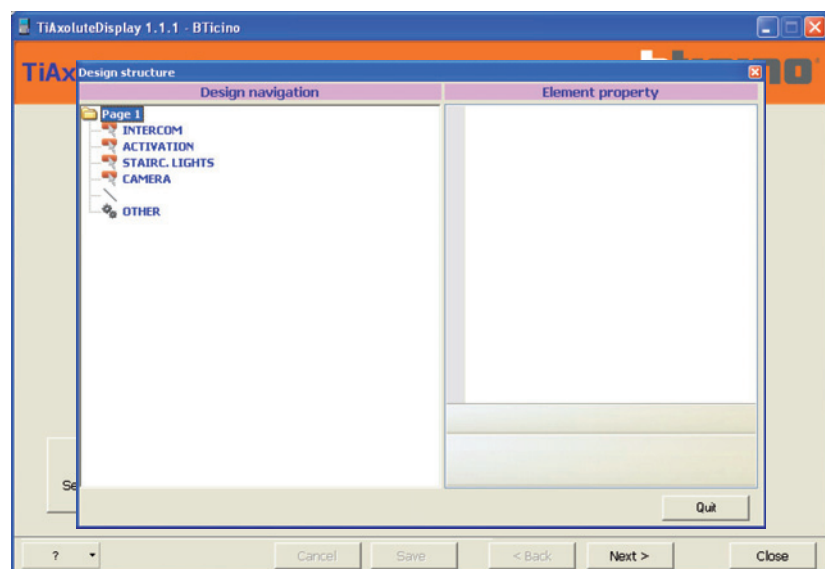 TiAxoluteDisplay 1.1.1 - BTicino
TiAx
Design structure
Design navigation
Element property
Page 1
INTERCOM
ACTIVATION
STAIRC. LIGHTS
CAMERA
OTHER
Se
Quit
? Cancel Save < Back Next > Close